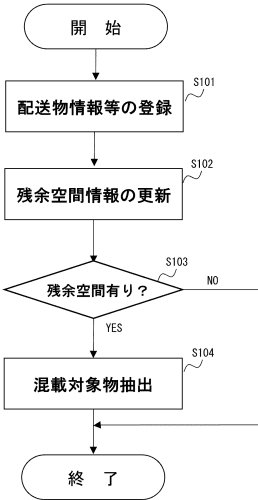 開　始
S101
配送物情報等の登録
S102
残余空間情報の更新
S103
残余空間有り？
NO
YES
S104
混載対象物抽出
終　了